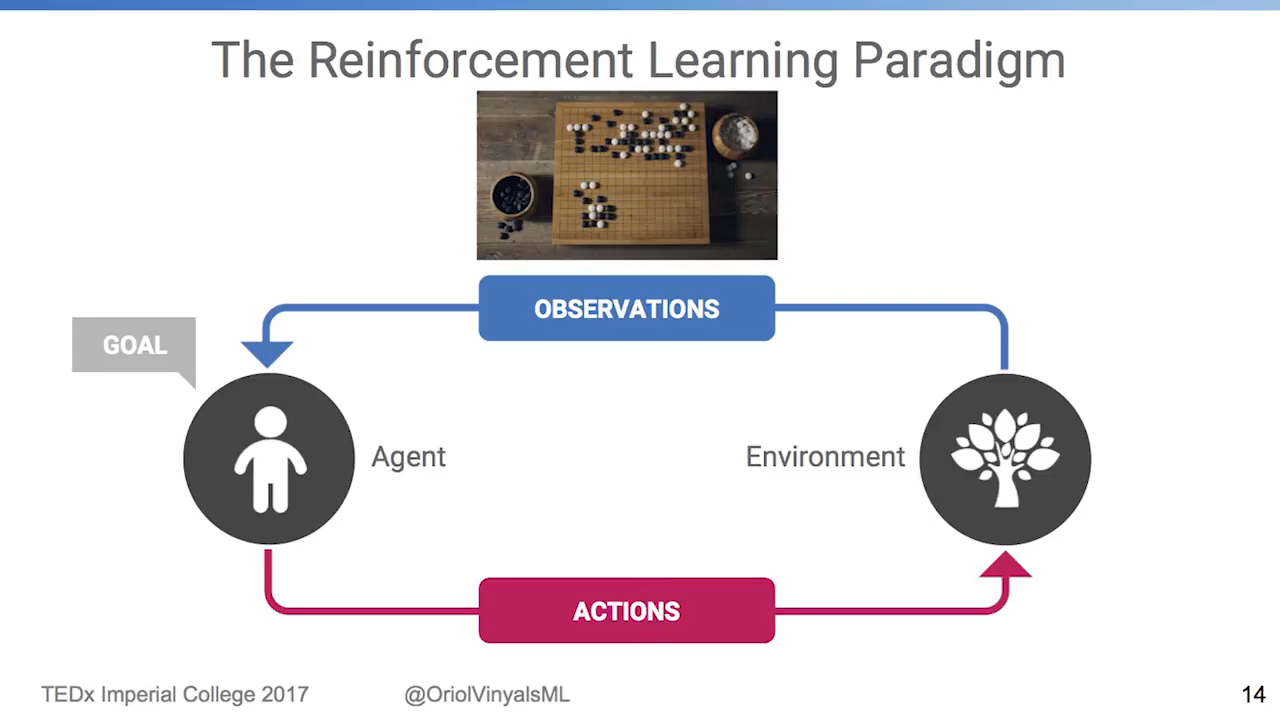 The Reinforcement Learning Paradigm
OBSERVATIONS
GOAL
Agent
Environment
ACTIONS
TEDx Imperial College 2017
@OriolVinyalsML
14